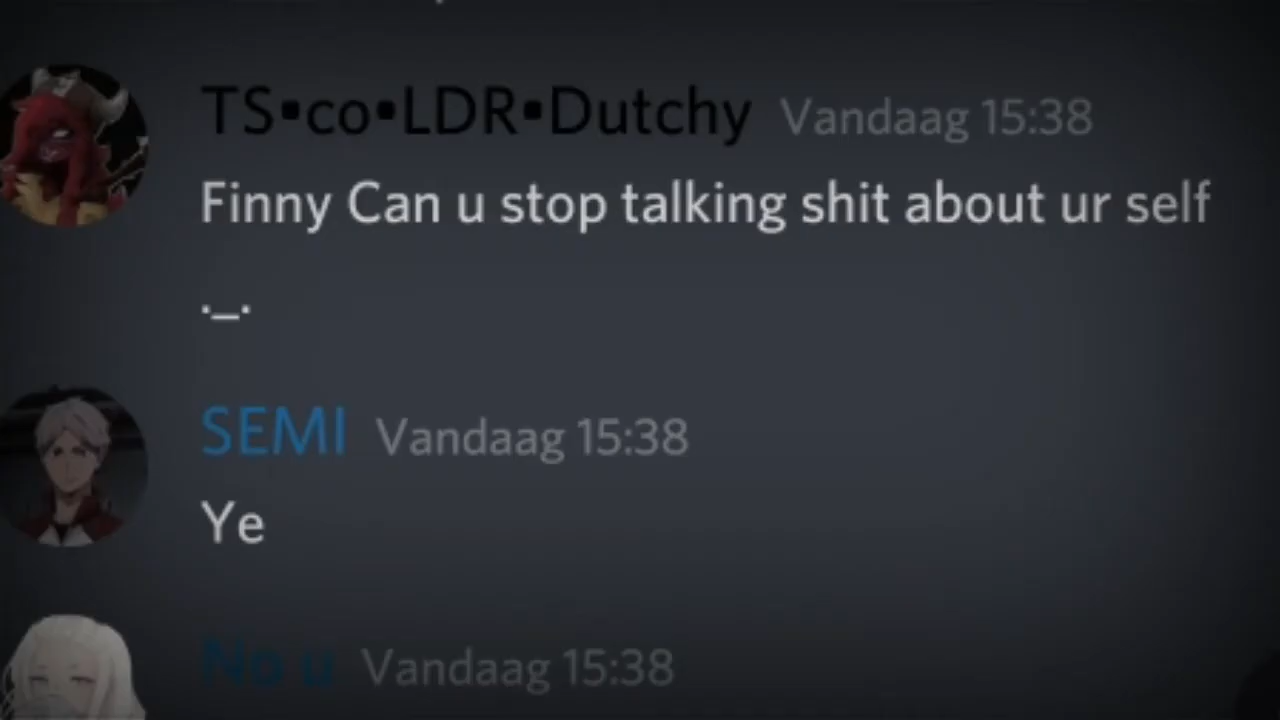 TS•co•LDR•Dutchy Vandaag 15:38
Finny Can u stop talking shit about ur self
._.
SEMI Vandaag 15:38
Ye
No u Vandaag 15:38